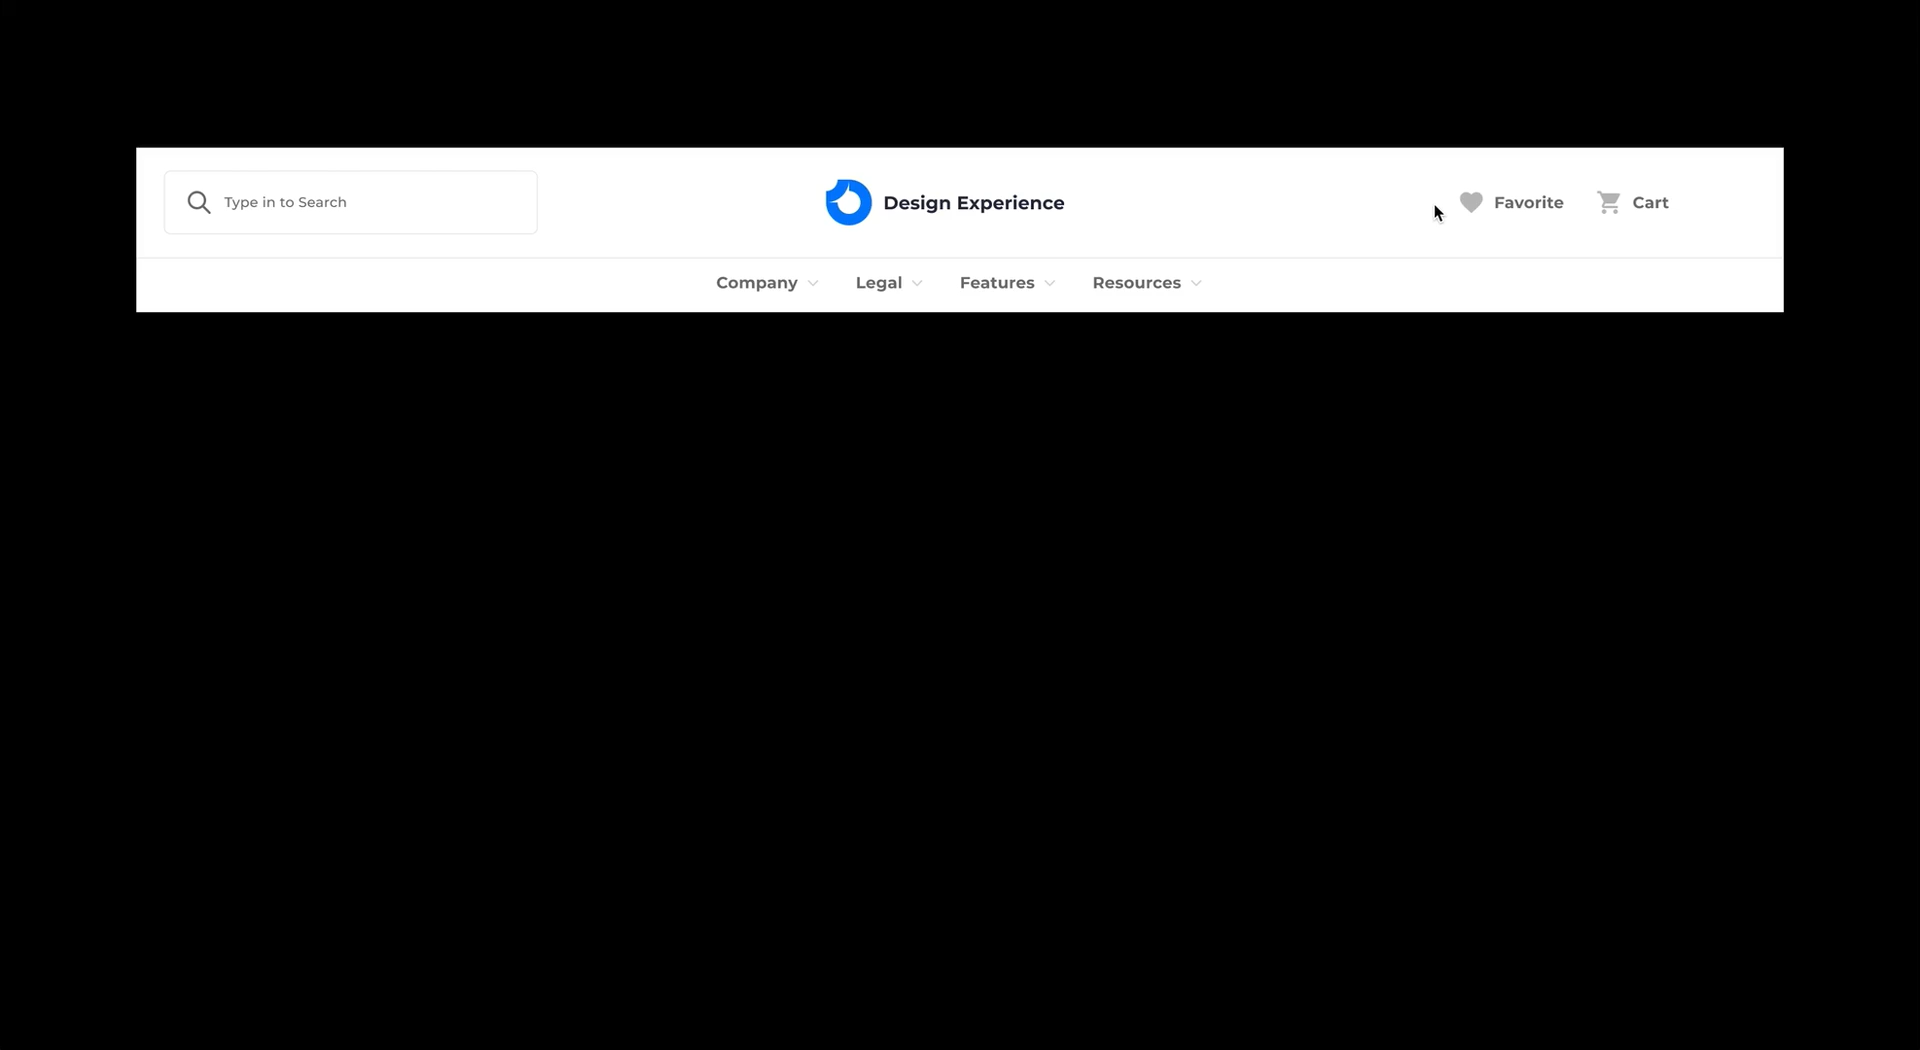 Type in to Search
Design Experience
Favorite
Cart
Company
Legal
Features
Resources